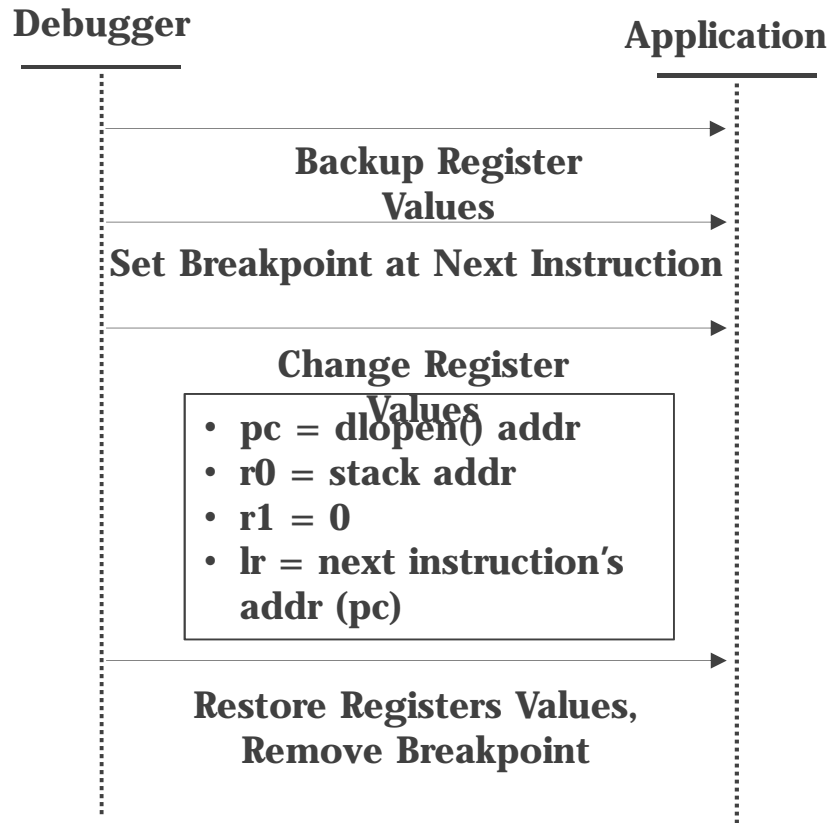 Debugger
Application
Backup Register
Values
Set Breakpoint at Next Instruction
Change Register
Values
• pc = dlopen() addr
• r0 = stack addr
• r1 = 0
• lr = next instruction's
addr (pc)
Restore Registers Values,
Remove Breakpoint